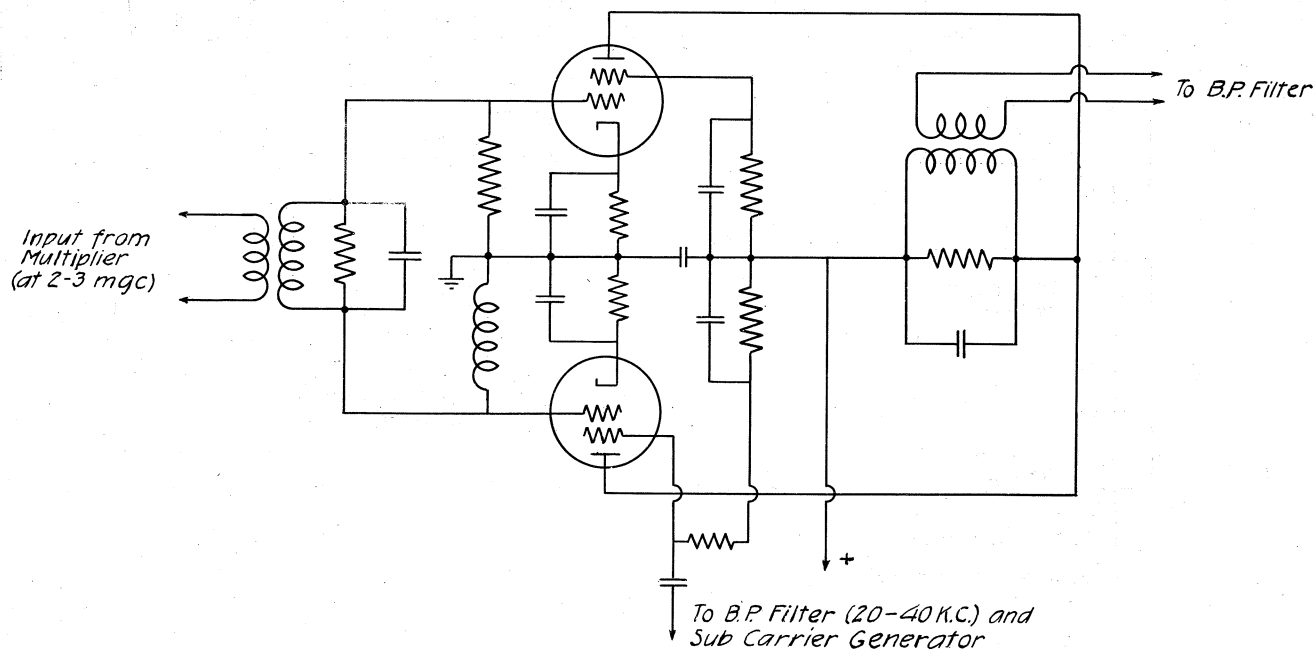 To B.P. Filter
Input from
Multiplier
(at 2-3 mgc)
+
To B.P. Filter (20-40 K.C.) and
Sub Carrier Generator